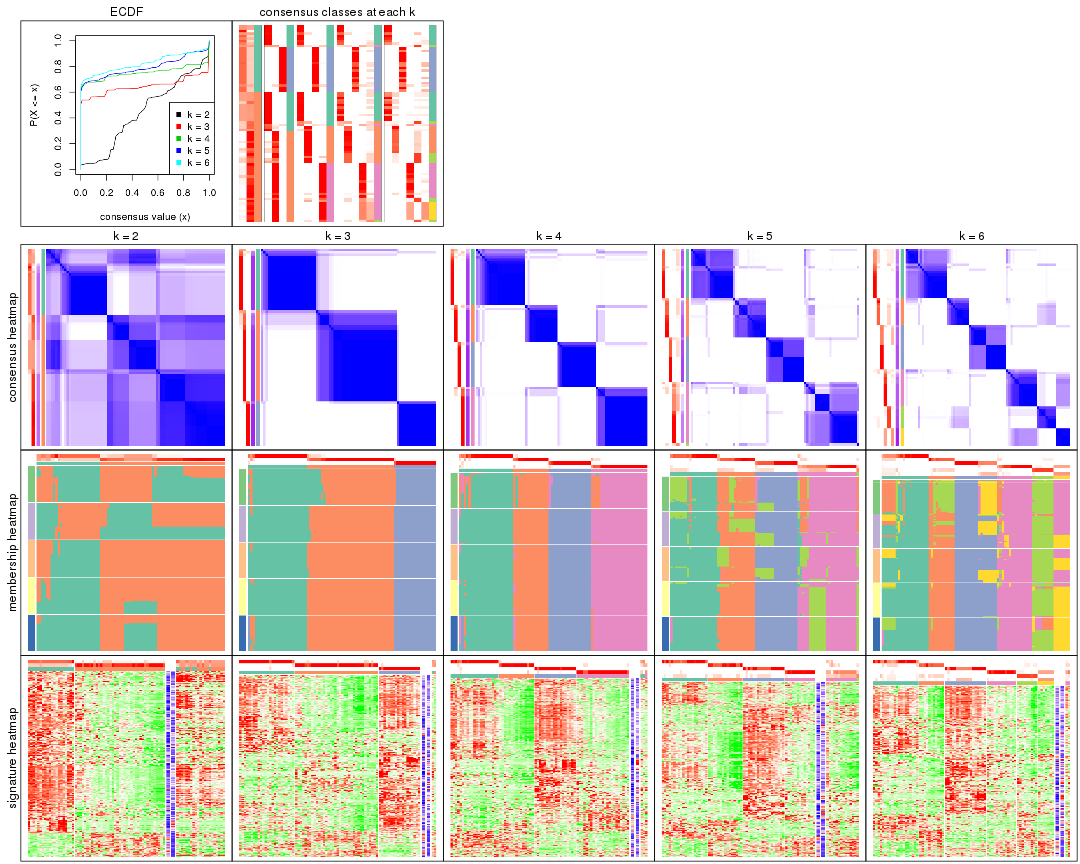 ECDF
consensus classes at each k
P(X <= x)
0.0
0.2
0.4
0.6
0.8
1.0
k = 2
k = 3
k = 4
k = 5
k = 6
0.0 0.2 0.4 0.6 0.8 1.0
consensus value (x)
k = 2
k = 3
k = 4
k = 5
k = 6
consensus heatmap
membership heatmap
signature heatmap